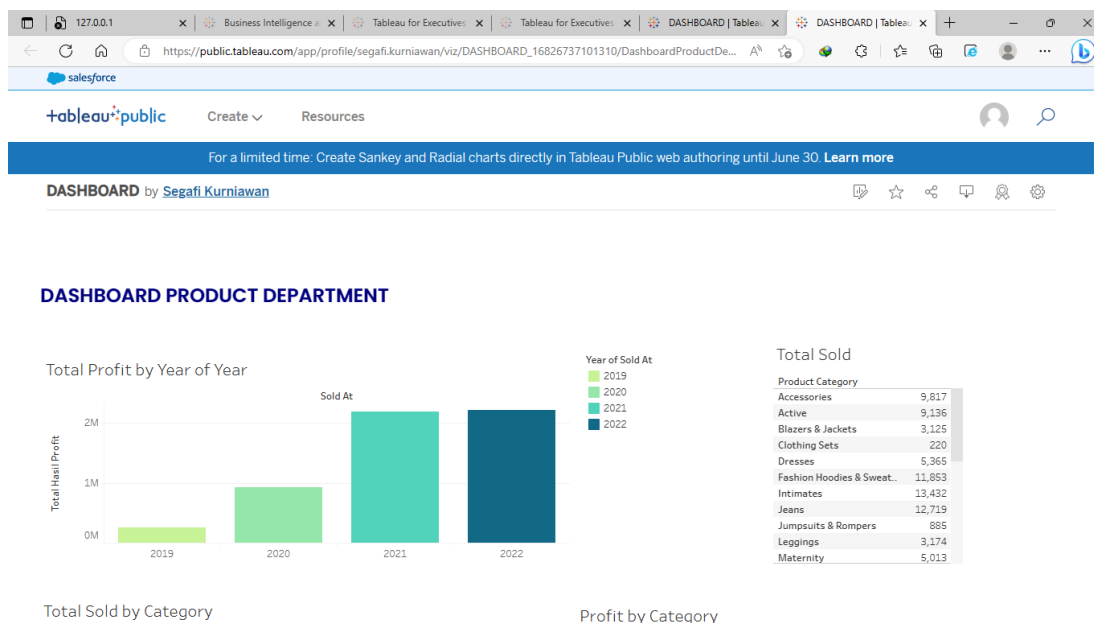 127.0.0.1
Business Intelligence a
Tableau for Executives
Tableau for Executives
DASHBOARD | Tableau
DASHBOARD | Tableau
https://public.tableau.com/app/profile/segafi.kurniawan/viz/DASHBOARD_16826737101310/DashboardProductDe...
salesforce
+ableau public
Create
Resources
For a limited time: Create Sankey and Radial charts directly in Tableau Public web authoring until June 30. Learn more
DASHBOARD by Segafi Kurniawan
DASHBOARD PRODUCT DEPARTMENT
Total Profit by Year of Year
Sold At
Total Hasil Profit
2M
1M
0M
2019
2020
2021
2022
Year of Sold At
2019
2020
2021
2022
Total Sold
Product Category
Accessories 9,817
Active 9,136
Blazers & Jackets 3,125
Clothing Sets 220
Dresses 5,365
Fashion Hoodies & Sweat.. 11,853
Intimates 13,432
Jeans 12,719
Jumpsuits & Rompers 885
Leggings 3,174
Maternity 5,013
Total Sold by Category
Profit by Category